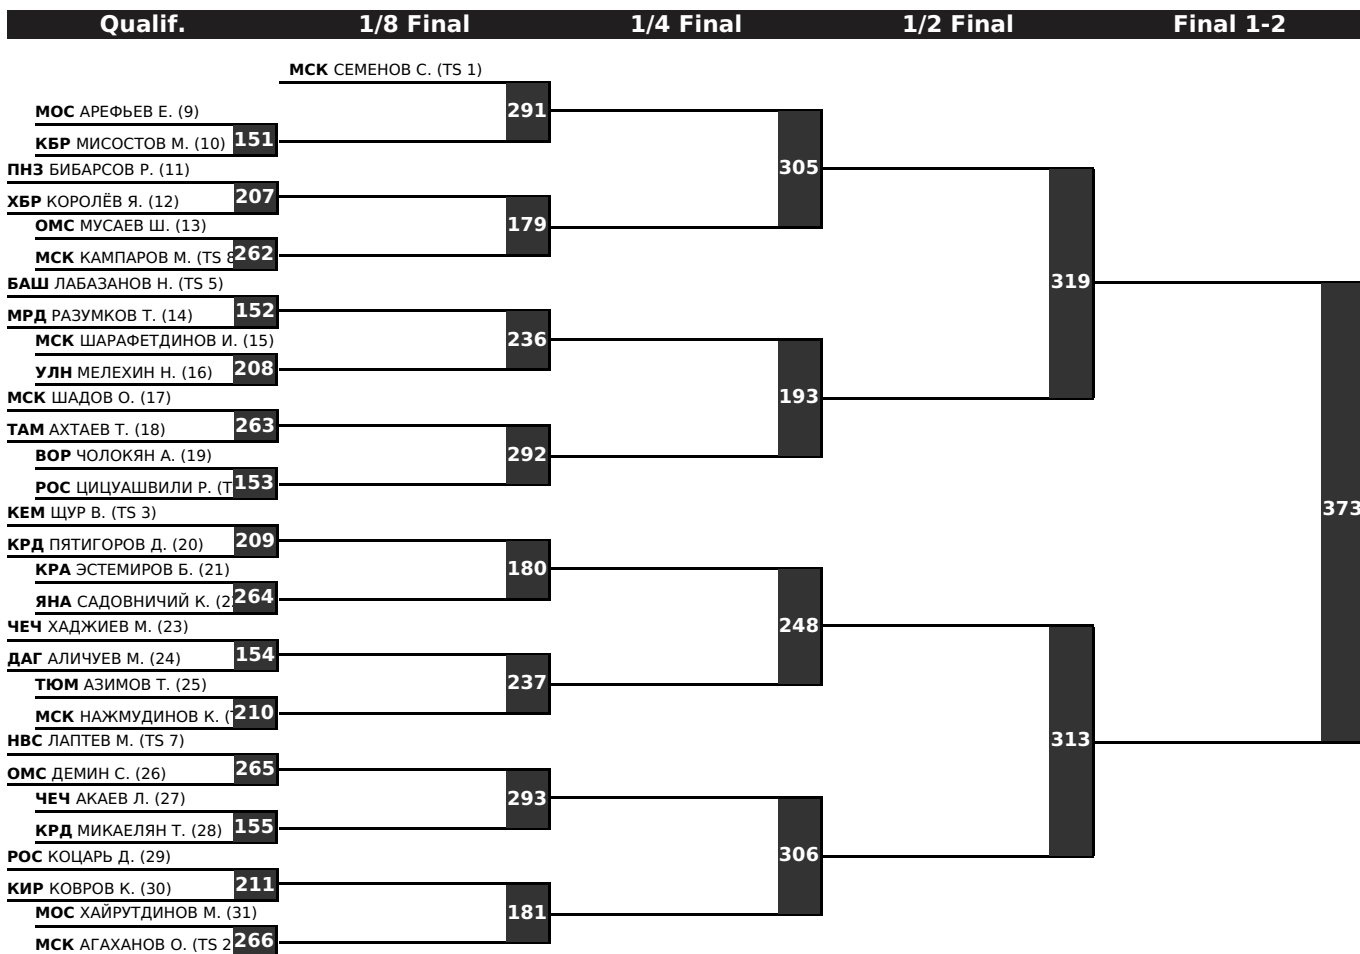 Qualif. 1/8 Final 1/4 Final 1/2 Final Final 1-2
МСК СЕМЕНОВ С. (TS 1)
291
МОС АРЕФЬЕВ Е. (9)
151
КБР МИСОСТОВ М. (10)
305
ПНЗ БИБАРСОВ Р. (11)
207
ХБР КОРОЛЁВ Я. (12)
179
ОМС МУСАЕВ Ш. (13)
262
МСК КАМПАРОВ М. (TS 8
319
БАШ ЛАБАЗАНОВ Н. (TS 5)
152
МРД РАЗУМКОВ Т. (14)
236
МСК ШАРАФЕТДИНОВ И. (15)
208
УЛН МЕЛЕХИН Н. (16)
193
МСК ШАДОВ О. (17)
263
ТАМ АХТАЕВ Т. (18)
292
ВОР ЧОЛОКЯН А. (19)
153
РОС ЦИЦУАШВИЛИ Р. (T
373
КЕМ ЩУР В. (TS 3)
209
КРД ПЯТИГОРОВ Д. (20)
180
КРА ЭСТЕМИРОВ Б. (21)
264
ЯНА САДОВНИЧИЙ К. (2
248
ЧЕЧ ХАДЖИЕВ М. (23)
154
ДАГ АЛИЧУЕВ М. (24)
237
ТЮМ АЗИМОВ Т. (25)
210
МСК НАЖМУДИНОВ К. (
313
НВС ЛАПТЕВ М. (TS 7)
265
ОМС ДЕМИН С. (26)
293
ЧЕЧ АКАЕВ Л. (27)
155
КРД МИКАЕЛЯН Т. (28)
306
РОС КОЦАРЬ Д. (29)
211
КИР КОВРОВ К. (30)
181
МОС ХАЙРУТДИНОВ М. (31)
266
МСК АГАХАНОВ О. (TS 2